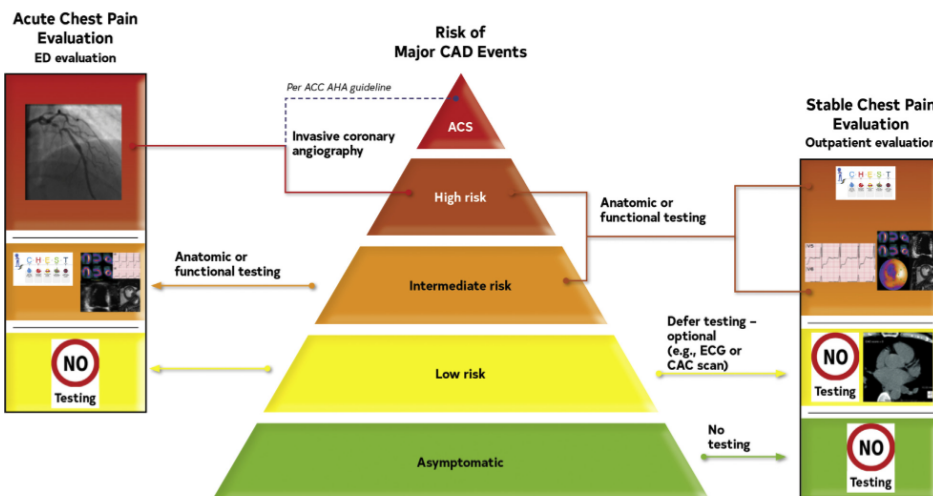 Acute Chest Pain
Evaluation
ED evaluation
NO
Testing
Risk of
Major CAD Events
Per ACC AHA guideline
Invasive coronary
angiography
ACS
High risk
Anatomic or
functional testing
Intermediate risk
Anatomic or
functional testing
Low risk
Defer testing –
optional
(e.g., ECG or
CAC scan)
Asymptomatic
No
testing
Stable Chest Pain
Evaluation
Outpatient evaluation
C H E S T
C H E S T
NO
Testing
NO
Testing